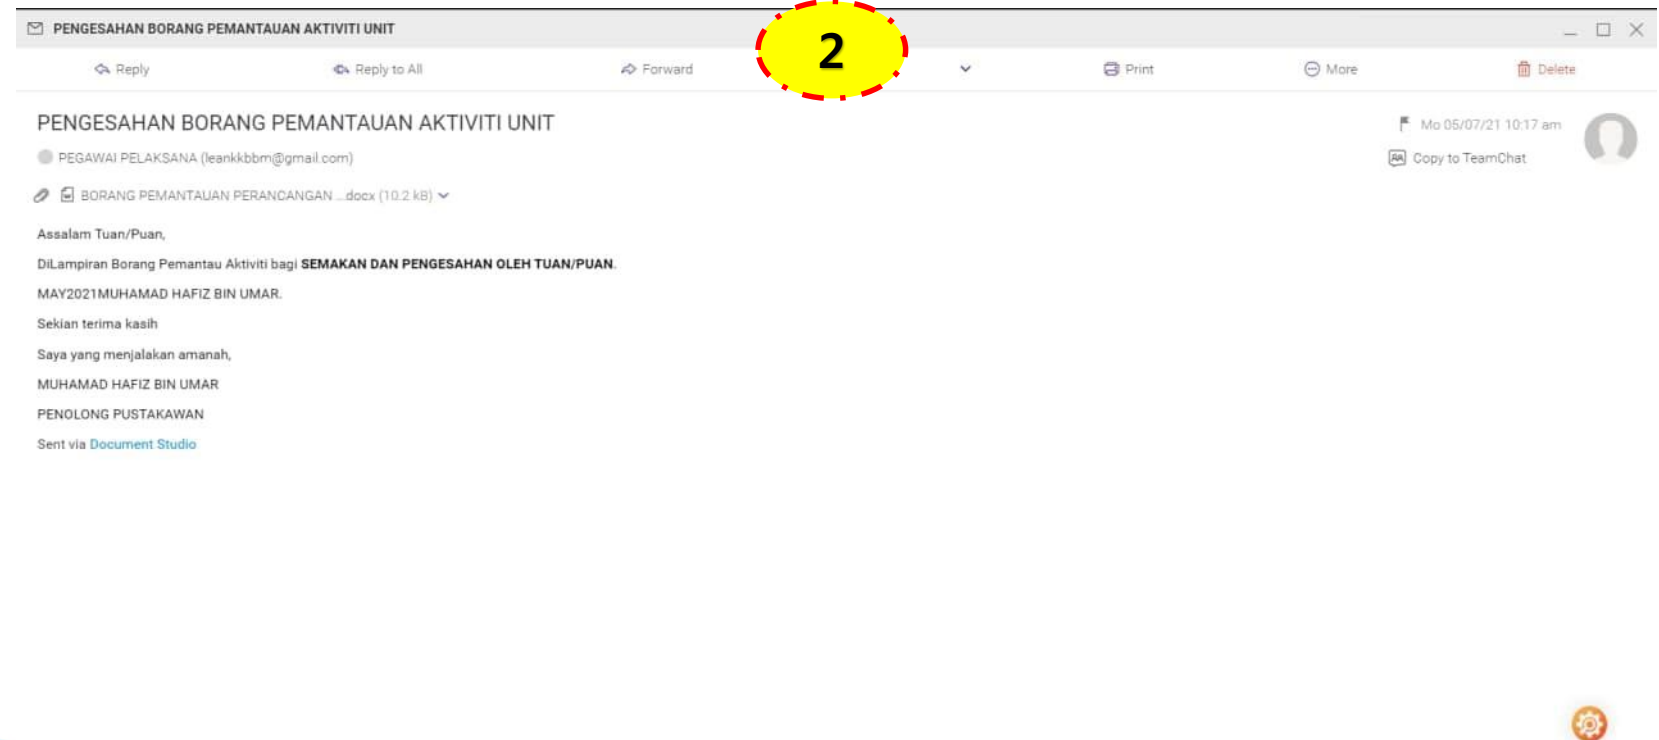 PENGESAHAN BORANG PEMANTAUAN AKTIVITI UNIT
2
Reply
Reply to All
Forward
Print
More
Delete
PENGESAHAN BORANG PEMANTAUAN AKTIVITI UNIT
Mo 05/07/21 10:17 am
PEGAWAI PELAKSANA (leankkbbm@gmail.com)
Copy to TeamChat
BORANG PEMANTAUAN PERANCANGAN ...docx (10.2 kB)
Assalam Tuan/Puan,
DiLampiran Borang Pemantau Aktiviti bagi SEMAKAN DAN PENGESAHAN OLEH TUAN/PUAN.
MAY2021MUHAMAD HAFIZ BIN UMAR.
Sekian terima kasih
Saya yang menjalakan amanah,
MUHAMAD HAFIZ BIN UMAR
PENOLONG PUSTAKAWAN
Sent via Document Studio